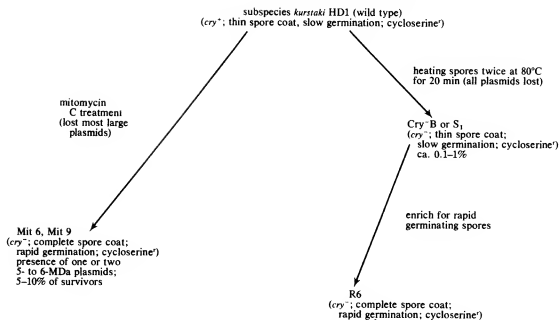 subspecies kurstaki HD1 (wild type)
(cry⁺; thin spore coat, slow germination; cycloserineʳ)
heating spores twice at 80°C
for 20 min (all plasmids lost)
mitomycin
C treatment
(lost most large
plasmids)
Cry⁻B or S₁
(cry⁻; thin spore coat;
slow germination; cycloserineʳ)
ca. 0.1–1%
enrich for rapid
germinating spores
Mit 6, Mit 9
(cry⁻; complete spore coat;
rapid germination; cycloserineʳ)
presence of one or two
5- to 6-MDa plasmids;
5–10% of survivors
R6
(cry⁻; complete spore coat;
rapid germination; cycloserineʳ)